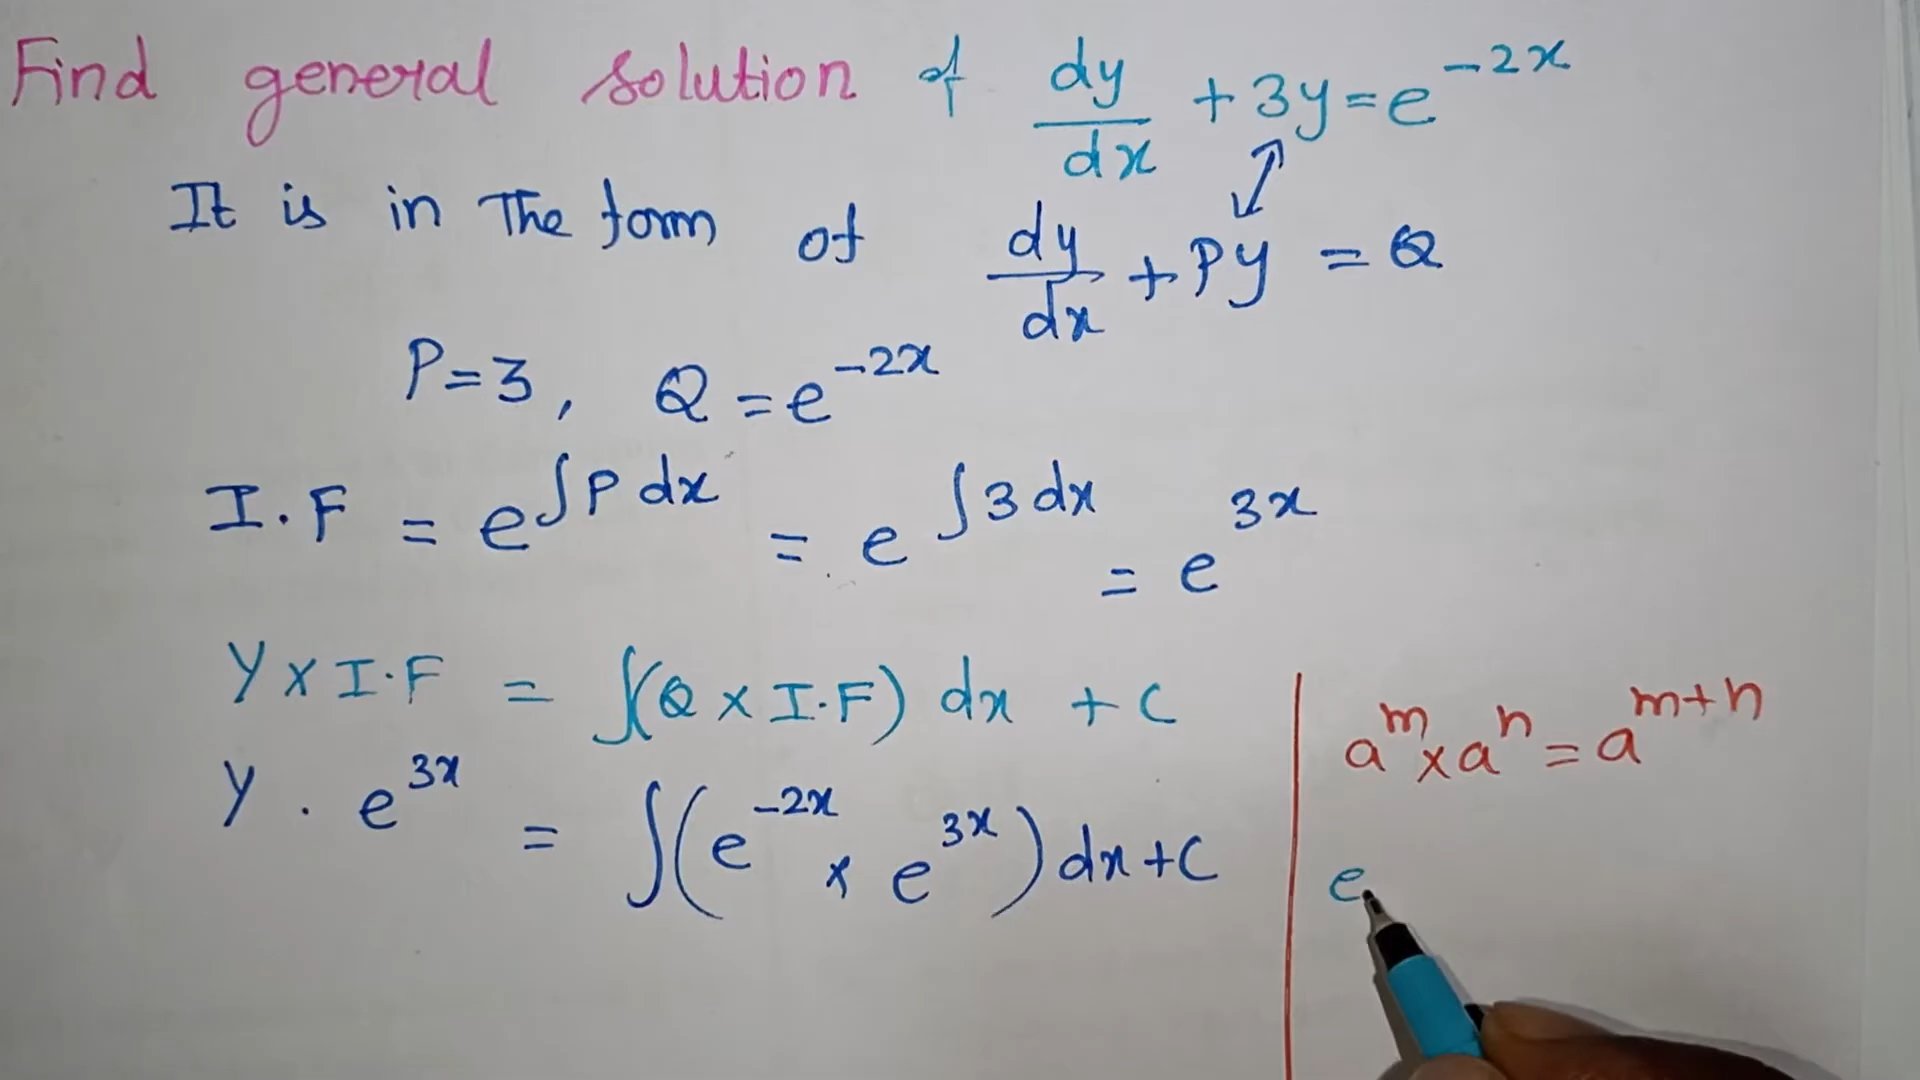 Find general solution of dy/dx + 3y = e^{-2x}
It is in The form of dy/dx + Py = Q
P = 3, Q = e^{-2x}
I.F = e^{∫P dx} = e^{∫3 dx} = e^{3x}
y × I.F = ∫(Q × I.F) dx + C
y . e^{3x} = ∫(e^{-2x} × e^{3x}) dx + C
a^m × a^n = a^{m+n}
e